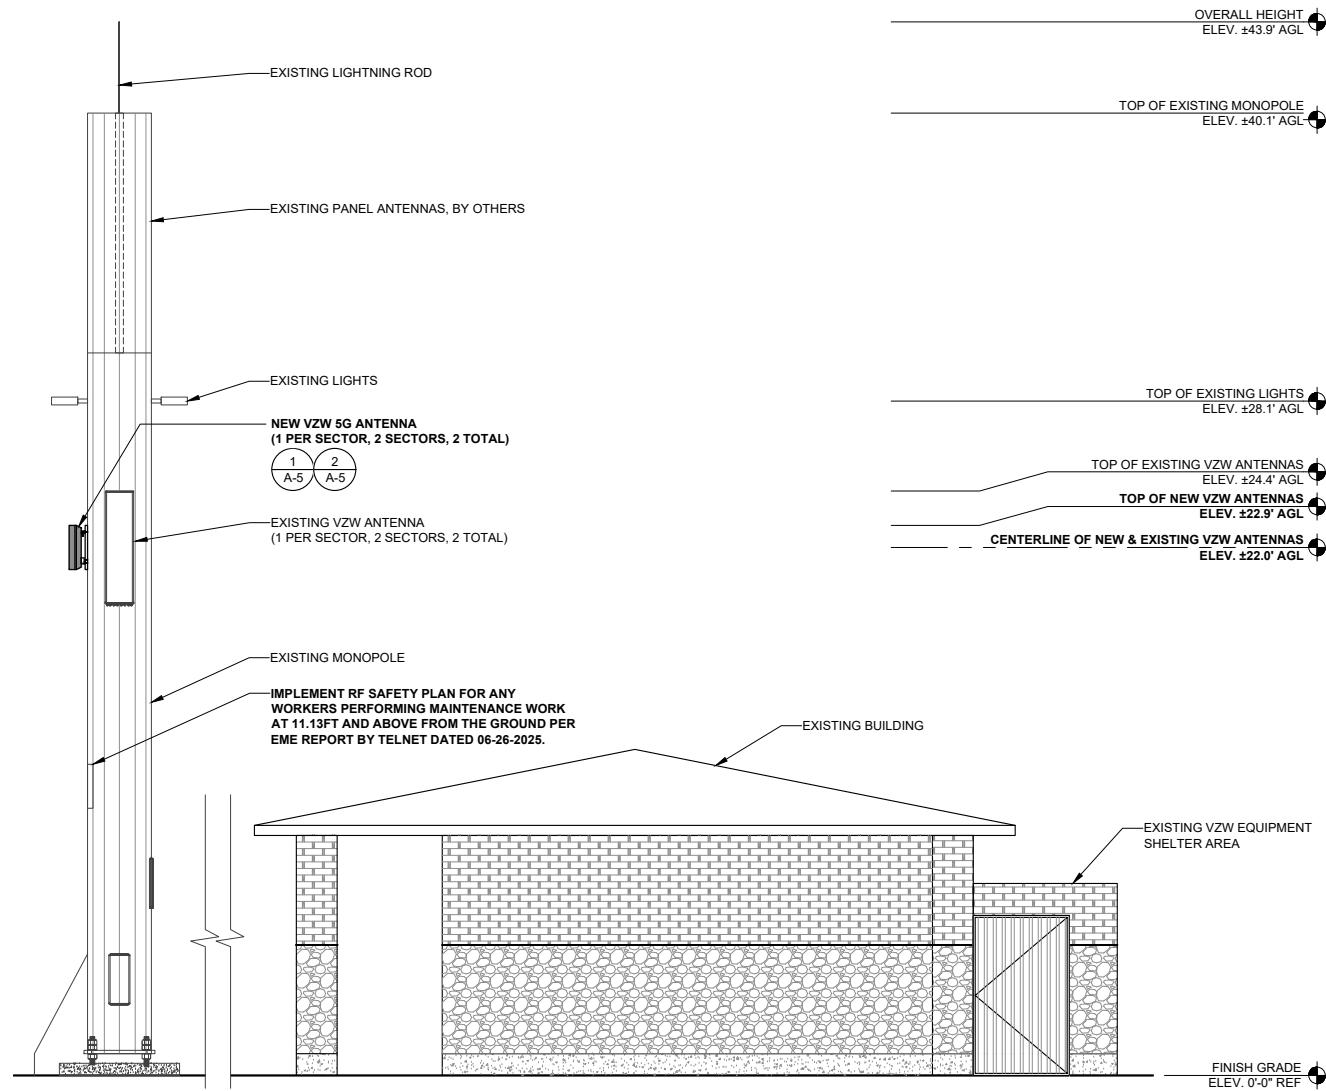 OVERALL HEIGHT
ELEV. ±43.9' AGL
EXISTING LIGHTNING ROD
TOP OF EXISTING MONOPOLE
ELEV. ±40.1' AGL
EXISTING PANEL ANTENNAS, BY OTHERS
EXISTING LIGHTS
TOP OF EXISTING LIGHTS
ELEV. ±28.1' AGL
NEW VZW 5G ANTENNA
(1 PER SECTOR, 2 SECTORS, 2 TOTAL)
1
A-5
2
A-5
TOP OF EXISTING VZW ANTENNAS
ELEV. ±24.4' AGL
TOP OF NEW VZW ANTENNAS
ELEV. ±22.9' AGL
EXISTING VZW ANTENNA
(1 PER SECTOR, 2 SECTORS, 2 TOTAL)
CENTERLINE OF NEW & EXISTING VZW ANTENNAS
ELEV. ±22.0' AGL
EXISTING MONOPOLE
IMPLEMENT RF SAFETY PLAN FOR ANY
WORKERS PERFORMING MAINTENANCE WORK
AT 11.13FT AND ABOVE FROM THE GROUND PER
EME REPORT BY TELNET DATED 06-26-2025.
EXISTING BUILDING
EXISTING VZW EQUIPMENT
SHELTER AREA
FINISH GRADE
ELEV. 0'-0" REF